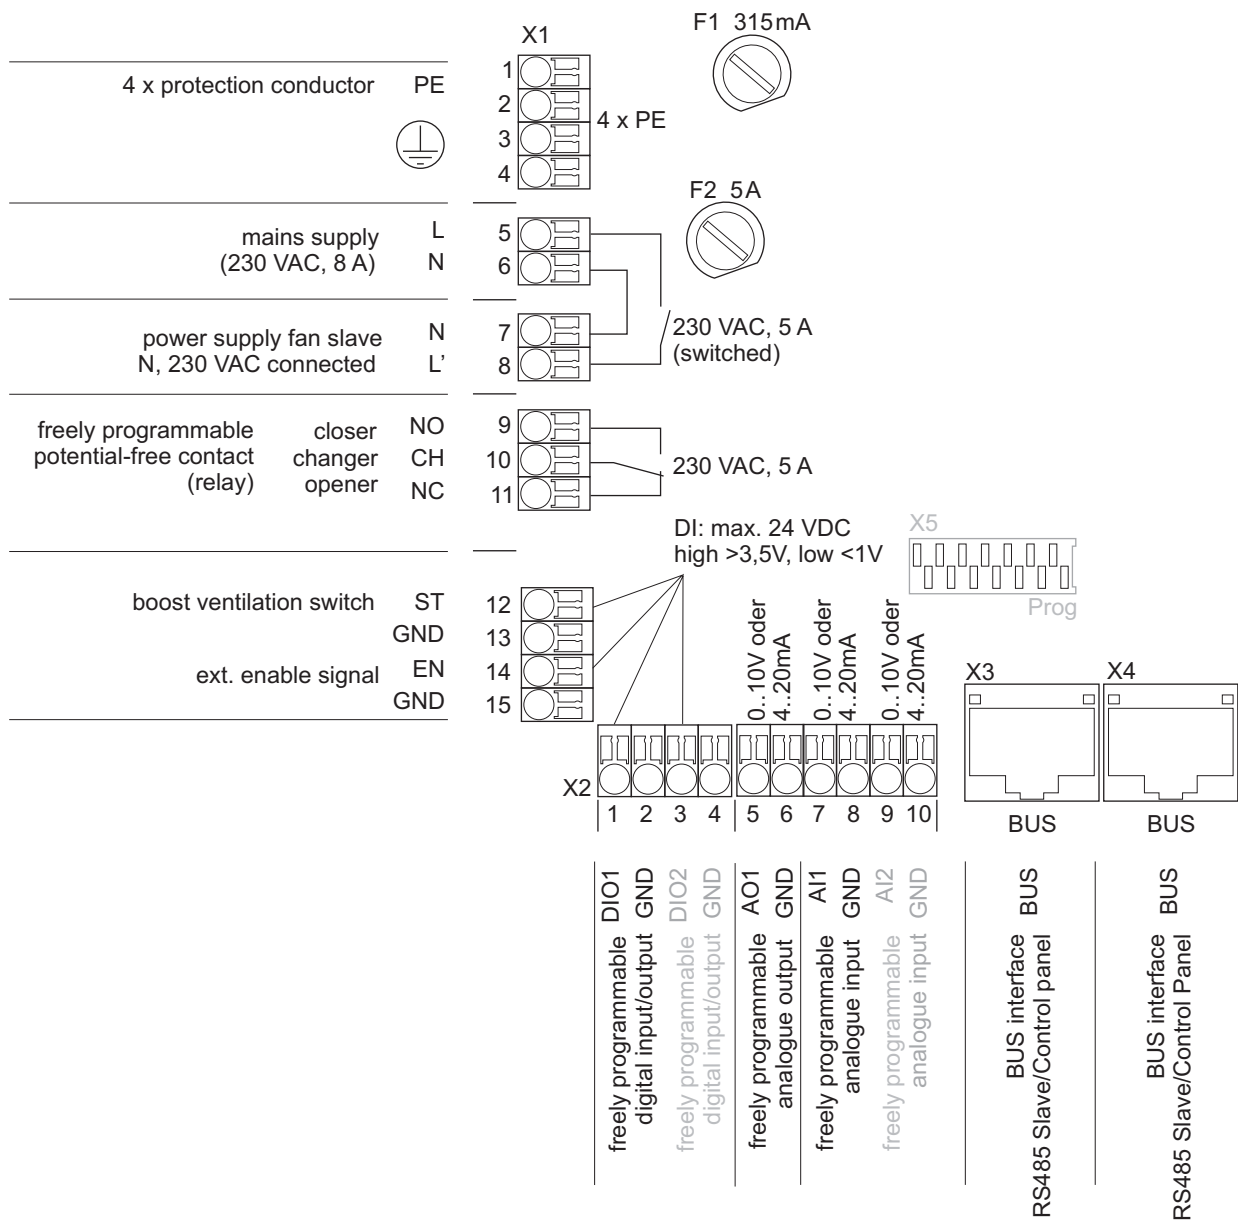 X1
F1 315mA
1
4 x protection conductor PE
2
4 x PE
3
4
F2 5A
mains supply L 5
(230 VAC, 8 A) N 6
power supply fan slave N 7
N, 230 VAC connected L’ 8
230 VAC, 5 A
(switched)
freely programmable closer NO 9
potential-free contact changer CH 10
(relay) opener NC 11
230 VAC, 5 A
DI: max. 24 VDC
high >3,5V, low <1V
X5
Prog
boost ventilation switch ST 12
GND 13
ext. enable signal EN 14
GND 15
0..10V oder
4..20mA
0..10V oder
4..20mA
0..10V oder
4..20mA
X3
X4
X2
1 2 3 4 5 6 7 8 9 10
BUS
BUS
freely programmable DIO1
digital input/output GND
freely programmable DIO2
digital input/output GND
freely programmable AO1
analogue output GND
freely programmable AI1
analogue input GND
freely programmable AI2
analogue input GND
BUS interface BUS
RS485 Slave/Control panel
BUS interface BUS
RS485 Slave/Control Panel